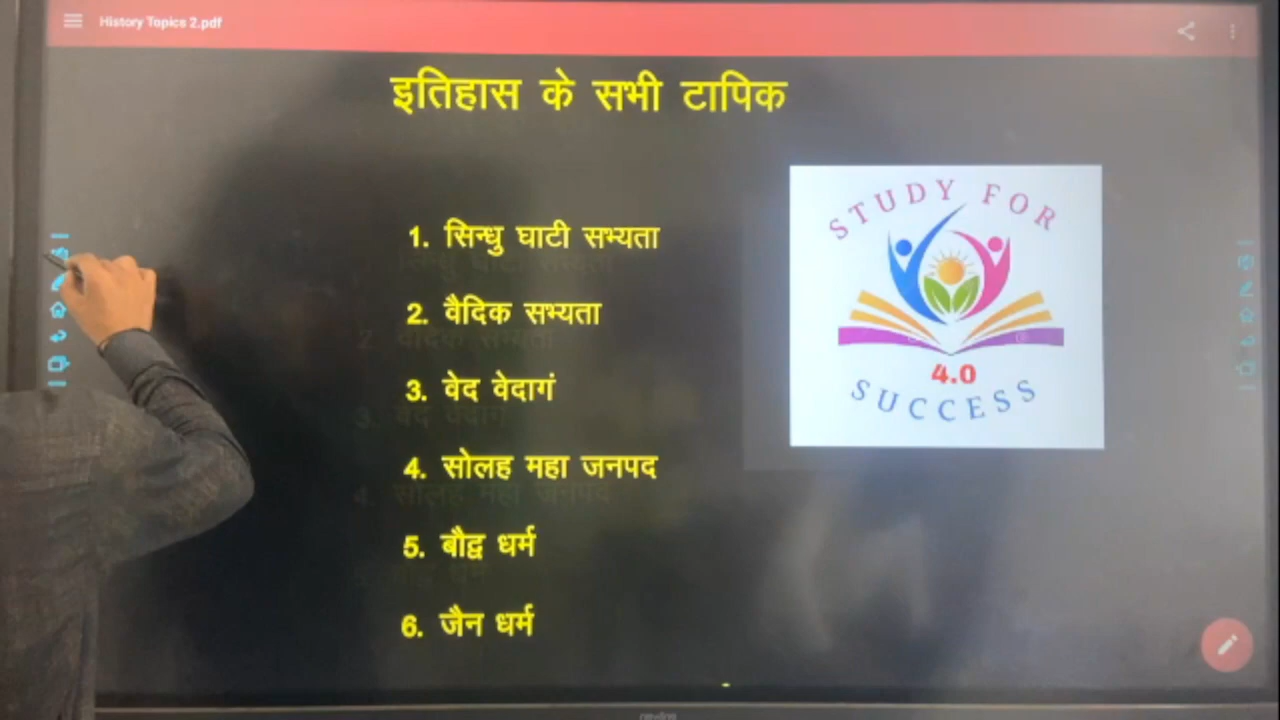 History Topics 2.pdf
इतिहास के सभी टापिक
1. सिन्धु घाटी सभ्यता
2. वैदिक सभ्यता
3. वेद वेदागं
4. सोलह महा जनपद
5. बौद्व धर्म
6. जैन धर्म
STUDY FOR
4.0
SUCCESS